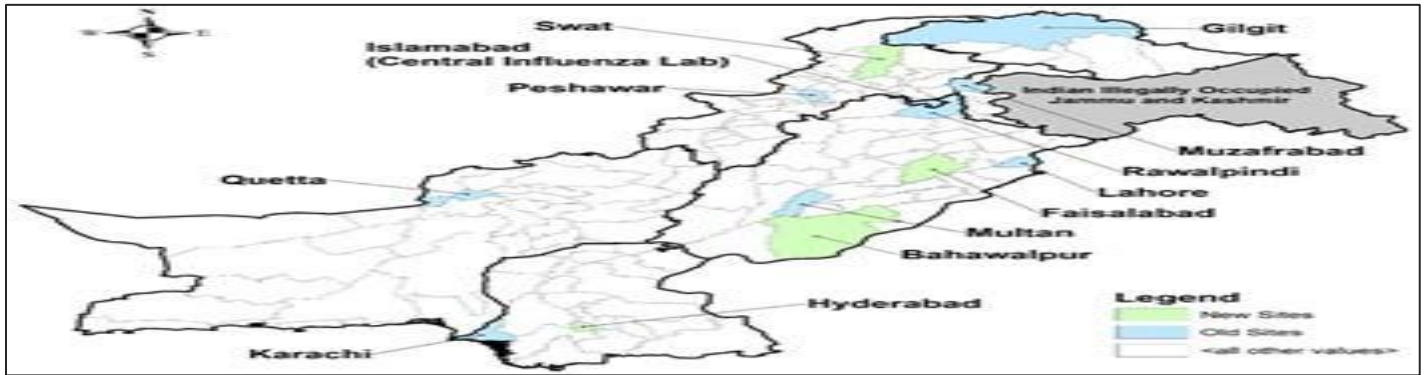 N
W E
S
Swat
Islamabad
(Central Influenza Lab)
Peshawar
Gilgit
Indian Illegally Occupied
Jammu and Kashmir
Muzafrabad
Rawalpindi
Lahore
Faisalabad
Multan
Bahawalpur
Quetta
Hyderabad
Karachi
Legend
New Sites
Old Sites
<all other values>